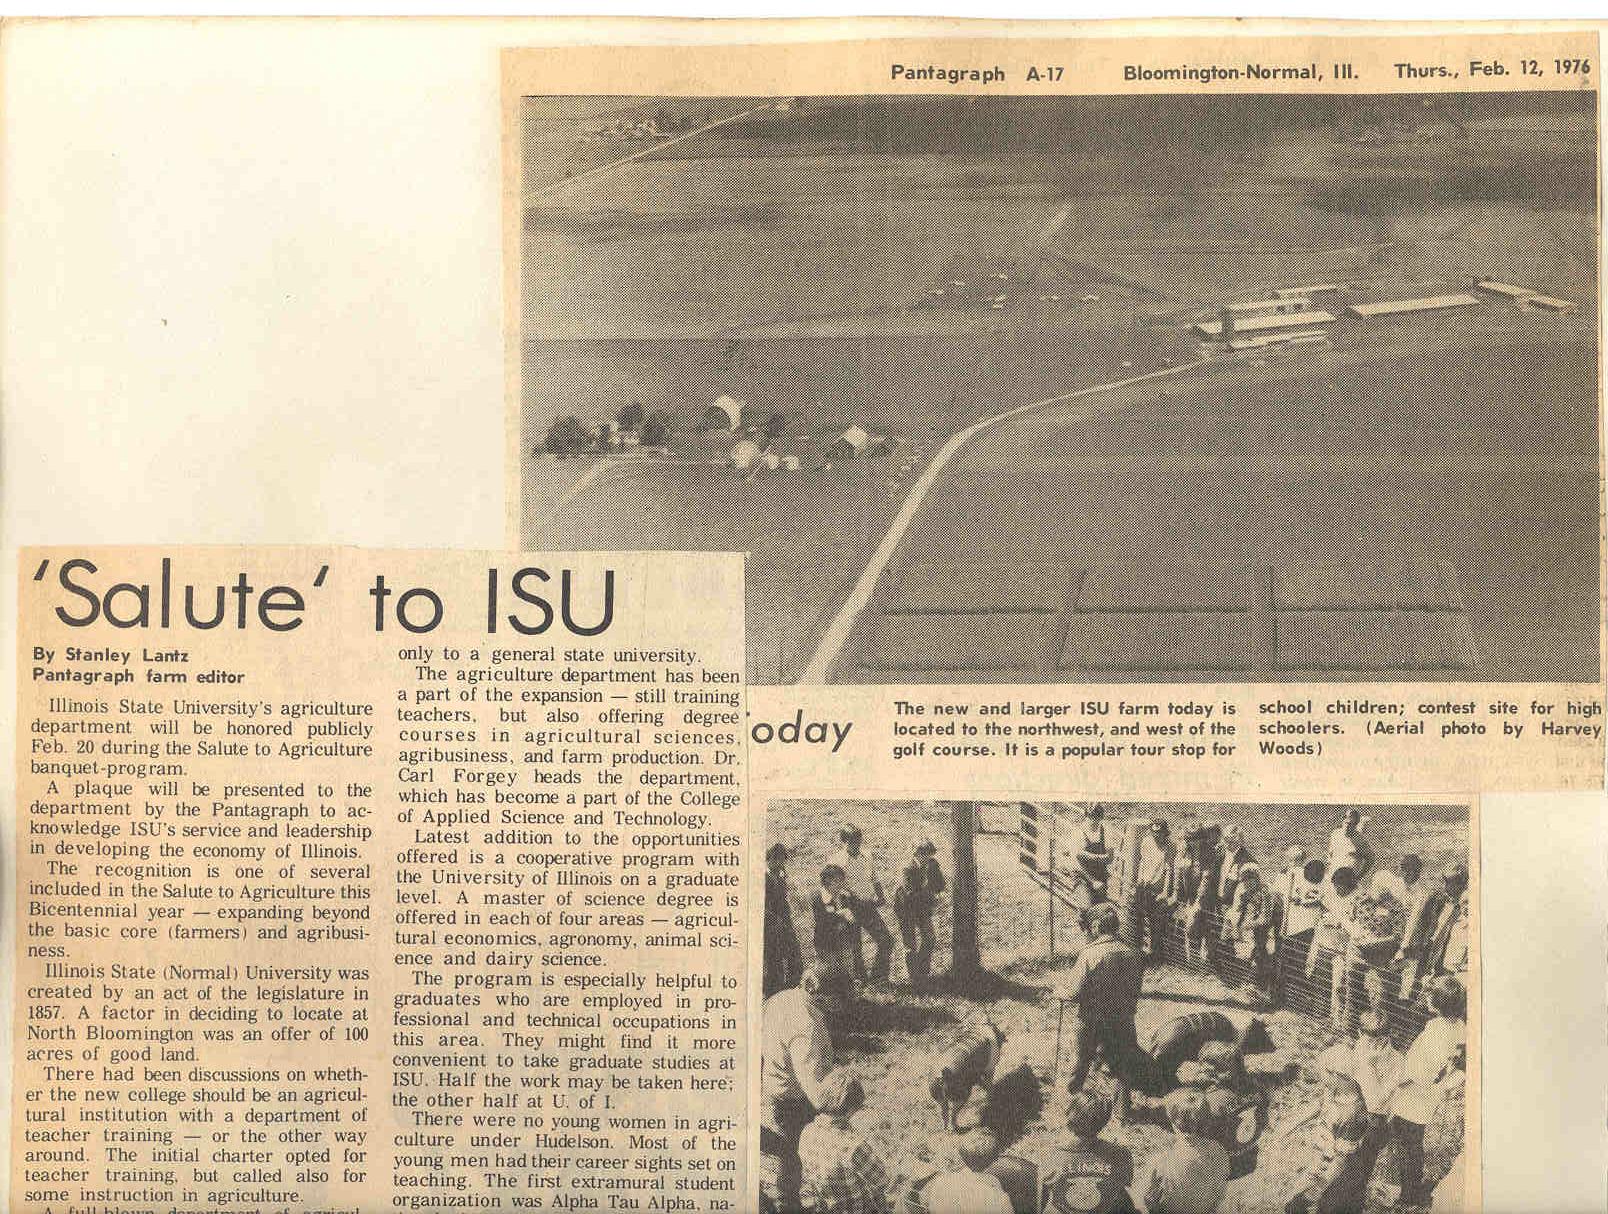 Pantagraph A-17 Bloomington-Normal, Ill. Thurs., Feb. 12, 1976
'Salute' to ISU
By Stanley Lantz
Pantagraph farm editor
Illinois State University's agriculture
department will be honored publicly
Feb. 20 during the Salute to Agriculture
banquet-program.
A plaque will be presented to the
department by the Pantagraph to ac-
knowledge ISU's service and leadership
in developing the economy of Illinois.
The recognition is one of several
included in the Salute to Agriculture this
Bicentennial year — expanding beyond
the basic core (farmers) and agribusi-
ness.
Illinois State (Normal) University was
created by an act of the legislature in
1857. A factor in deciding to locate at
North Bloomington was an offer of 100
acres of good land.
There had been discussions on wheth-
er the new college should be an agricul-
tural institution with a department of
teacher training — or the other way
around. The initial charter opted for
teacher training, but called also for
some instruction in agriculture.
A full-blown department of agricul-
only to a general state university.
The agriculture department has been
a part of the expansion — still training
teachers, but also offering degree
courses in agricultural sciences,
agribusiness, and farm production. Dr.
Carl Forgey heads the department,
which has become a part of the College
of Applied Science and Technology.
Latest addition to the opportunities
offered is a cooperative program with
the University of Illinois on a graduate
level. A master of science degree is
offered in each of four areas — agricul-
tural economics, agronomy, animal sci-
ence and dairy science.
The program is especially helpful to
graduates who are employed in pro-
fessional and technical occupations in
this area. They might find it more
convenient to take graduate studies at
ISU. Half the work may be taken here;
the other half at U. of I.
There were no young women in agri-
culture under Hudelson. Most of the
young men had their career sights set on
teaching. The first extramural student
organization was Alpha Tau Alpha, na-
oday
The new and larger ISU farm today is
located to the northwest, and west of the
golf course. It is a popular tour stop for
school children; contest site for high
schoolers. (Aerial photo by Harvey
Woods)
ILLINOIS